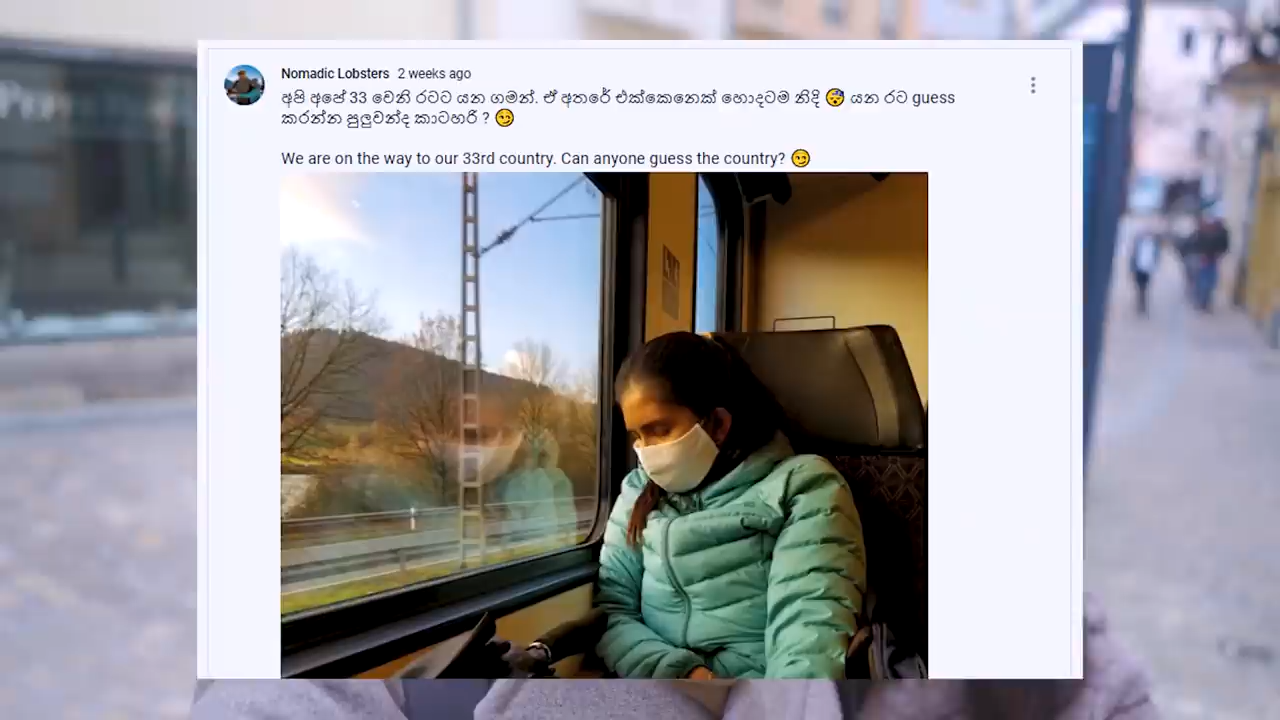 Nomadic Lobsters 2 weeks ago
අපි අපේ 33 වෙනි රටට යන ගමන්. ඒ අතරේ එක්කෙනෙක් හොදටම නිදි 😴 යන රට guess
කරන්න පුලුවන්ද කාටහරි ? 😏
We are on the way to our 33rd country. Can anyone guess the country? 😏